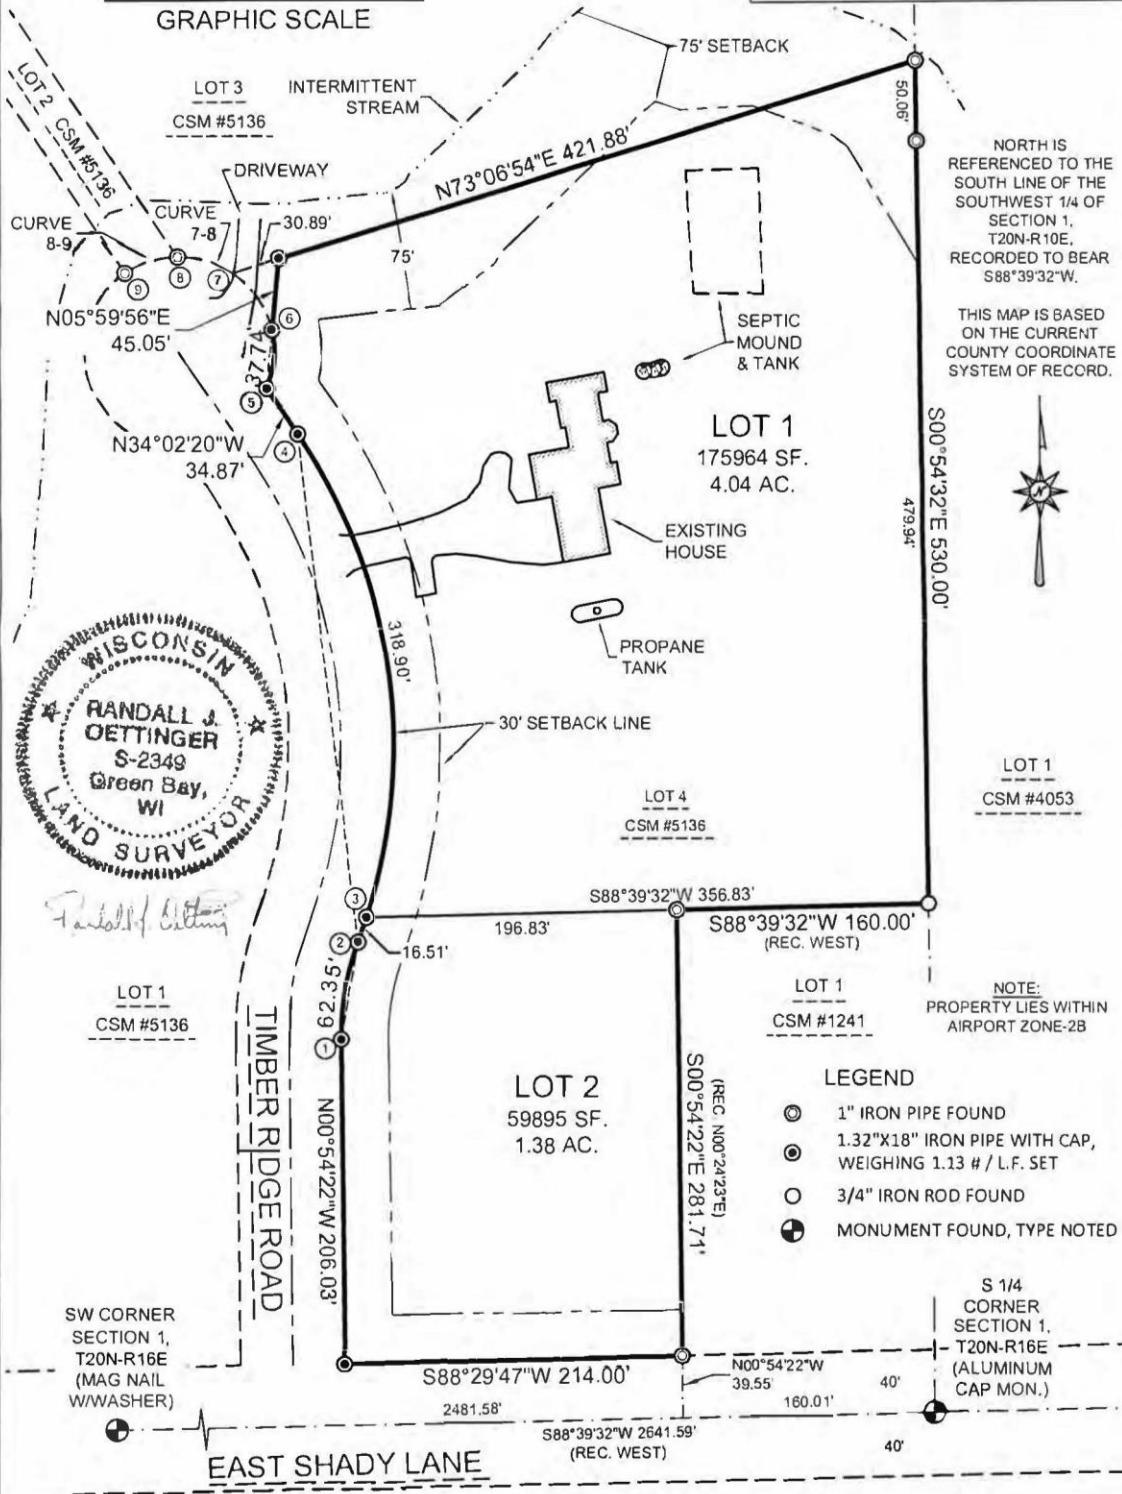 GRAPHIC SCALE
75' SETBACK
LOT 3
CSM #5136
INTERMITTENT
STREAM
LOT 2 CSM #5136
DRIVEWAY
CURVE
8-9
CURVE
7-8
30.89'
N73°06'54"E 421.88'
50.06'
75'
9
8
7
6
5
4
N05°59'56"E
45.05'
37.74
N34°02'20"W
34.87'
NORTH IS
REFERENCED TO THE
SOUTH LINE OF THE
SOUTHWEST 1/4 OF
SECTION 1,
T20N-R10E,
RECORDED TO BEAR
S88°39'32"W.
THIS MAP IS BASED
ON THE CURRENT
COUNTY COORDINATE
SYSTEM OF RECORD.
N
SEPTIC
MOUND
& TANK
LOT 1
175964 SF.
4.04 AC.
EXISTING
HOUSE
PROPANE
TANK
S00°54'32"E 530.00'
479.94'
318.90'
30' SETBACK LINE
WISCONSIN
RANDALL J.
OETTINGER
S-2349
Green Bay,
WI
LAND SURVEYOR
LOT 4
CSM #5136
LOT 1
CSM #4053
3
2
1
S88°39'32"W 356.83'
196.83'
S88°39'32"W 160.00'
(REC. WEST)
16.51'
62.35'
LOT 1
CSM #5136
LOT 1
CSM #1241
NOTE:
PROPERTY LIES WITHIN
AIRPORT ZONE-2B
TIMBER RIDGE ROAD
N00°54'22"W 206.03'
LOT 2
59895 SF.
1.38 AC.
(REC. N00°24'23"E)
S00°54'22"E 281.71'
LEGEND
1" IRON PIPE FOUND
1.32"X18" IRON PIPE WITH CAP,
WEIGHING 1.13 # / L.F. SET
3/4" IRON ROD FOUND
MONUMENT FOUND, TYPE NOTED
SW CORNER
SECTION 1,
T20N-R16E
(MAG NAIL
W/WASHER)
S 1/4
CORNER
SECTION 1,
T20N-R16E
(ALUMINUM
CAP MON.)
S88°29'47"W 214.00'
N00°54'22"W
39.55'
40'
2481.58'
160.01'
S88°39'32"W 2641.59'
(REC. WEST)
40'
EAST SHADY LANE